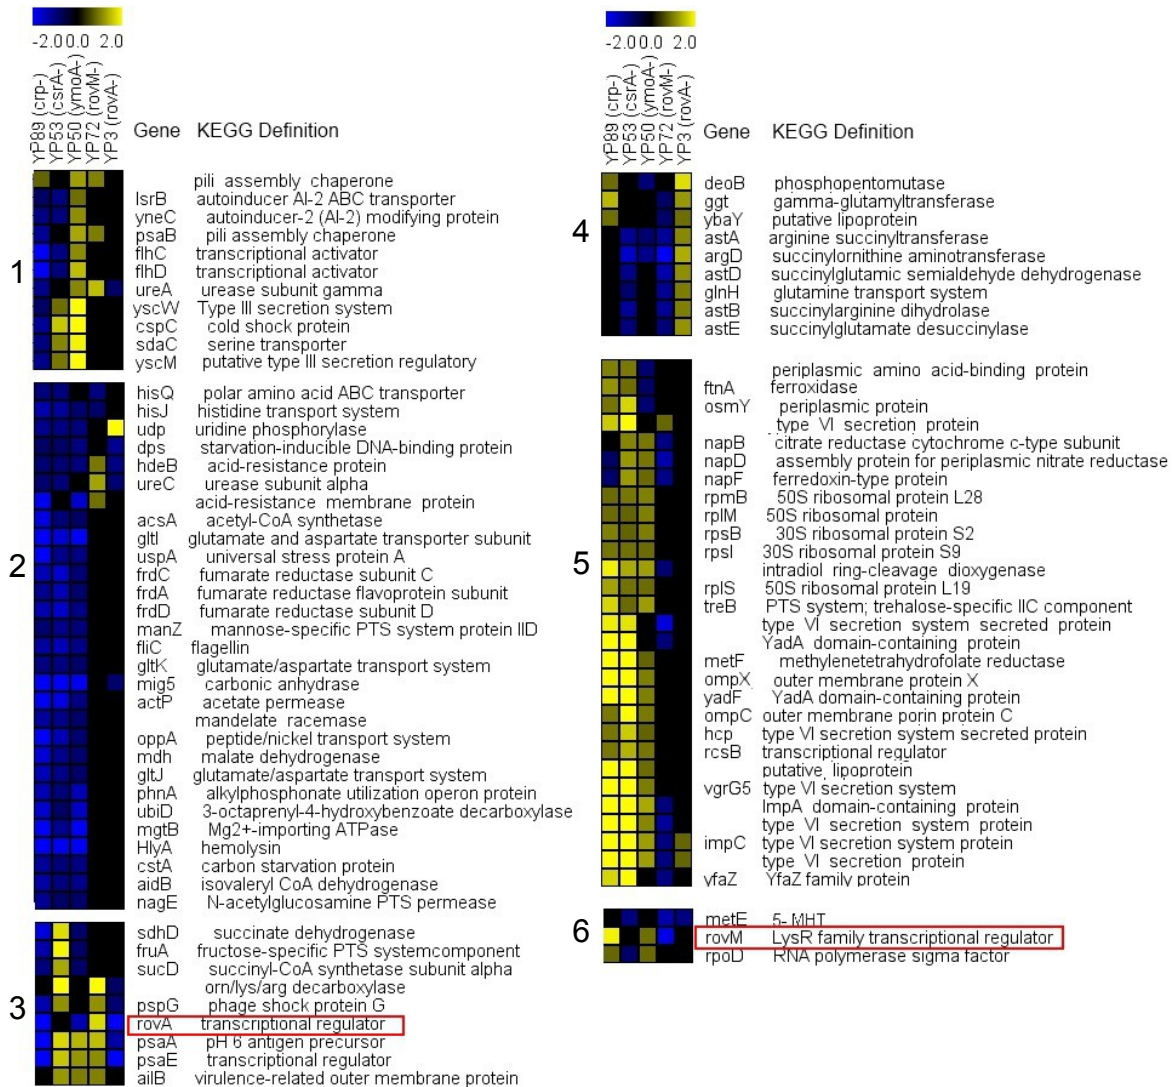 -2.0 0.0 2.0
YP89 (crp-)
YP53 (csrA-)
YP50 (ymoA-)
YP72 (rovM-)
YP3 (rovA-)
Gene KEGG Definition
1
pili assembly chaperone
lsrB autoinducer AI-2 ABC transporter
yneC autoinducer-2 (AI-2) modifying protein
psaB pili assembly chaperone
flhC transcriptional activator
flhD transcriptional activator
ureA urease subunit gamma
yscW Type III secretion system
cspC cold shock protein
sdaC serine transporter
yscM putative type III secretion regulatory
2
hisQ polar amino acid ABC transporter
hisJ histidine transport system
udp uridine phosphorylase
dps starvation-inducible DNA-binding protein
hdeB acid-resistance protein
ureC urease subunit alpha
acid-resistance membrane protein
acsA acetyl-CoA synthetase
gltI glutamate and aspartate transporter subunit
uspA universal stress protein A
frdC fumarate reductase subunit C
frdA fumarate reductase flavoprotein subunit
frdD fumarate reductase subunit D
manZ mannose-specific PTS system protein IID
fliC flagellin
gltK glutamate/aspartate transport system
mig5 carbonic anhydrase
actP acetate permease
mandelate racemase
oppA peptide/nickel transport system
mdh malate dehydrogenase
gltJ glutamate/aspartate transport system
phnA alkylphosphonate utilization operon protein
ubiD 3-octaprenyl-4-hydroxybenzoate decarboxylase
mgtB Mg2+-importing ATPase
HlyA hemolysin
cstA carbon starvation protein
aidB isovaleryl CoA dehydrogenase
nagE N-acetylglucosamine PTS permease
3
sdhD succinate dehydrogenase
fruA fructose-specific PTS systemcomponent
sucD succinyl-CoA synthetase subunit alpha
orn/lys/arg decarboxylase
pspG phage shock protein G
rovA transcriptional regulator
psaA pH 6 antigen precursor
psaE transcriptional regulator
ailB virulence-related outer membrane protein
-2.0 0.0 2.0
YP89 (crp-)
YP53 (csrA-)
YP50 (ymoA-)
YP72 (rovM-)
YP3 (rovA-)
Gene KEGG Definition
4
deoB phosphopentomutase
ggt gamma-glutamyltransferase
ybaY putative lipoprotein
astA arginine succinyltransferase
argD succinylornithine aminotransferase
astD succinylglutamic semialdehyde dehydrogenase
glnH glutamine transport system
astB succinylarginine dihydrolase
astE succinylglutamate desuccinylase
5
periplasmic amino acid-binding protein
ftnA ferroxidase
osmY periplasmic protein
type VI secretion protein
napB citrate reductase cytochrome c-type subunit
napD assembly protein for periplasmic nitrate reductase
napF ferredoxin-type protein
rpmB 50S ribosomal protein L28
rplM 50S ribosomal protein
rpsB 30S ribosomal protein S2
rpsI 30S ribosomal protein S9
intradiol ring-cleavage dioxygenase
rplS 50S ribosomal protein L19
treB PTS system; trehalose-specific IIC component
type VI secretion system secreted protein
YadA domain-containing protein
metF methylenetetrahydrofolate reductase
ompX outer membrane protein X
yadF YadA domain-containing protein
ompC outer membrane porin protein C
hcp type VI secretion system secreted protein
rcsB transcriptional regulator
putative lipoprotein
vgrG5 type VI secretion system
ImpA domain-containing protein
type VI secretion system protein
impC type VI secretion system protein
type VI secretion protein
yfaZ YfaZ family protein
6
metE 5- MHT
rovM LysR family transcriptional regulator
rpoD RNA polymerase sigma factor